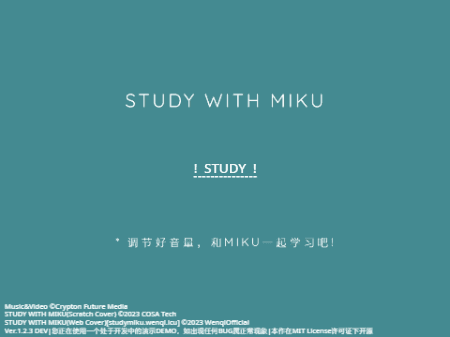 STUDY WITH MIKU
! STUDY !
* 调节好音量，和MIKU一起学习吧!
Music&Video ©Crypton Future Media
STUDY WITH MIKU(Scratch Cover) ©2023 COSA Tech
STUDY WITH MIKU(Web Cover)[studymiku.wenqi.icu] ©2023 WenqiOfficial
Ver.1.2.3 DEV|您正在使用一个处于开发中的演示DEMO，如出现任何BUG属正常现象|本作在MIT License许可证下开源